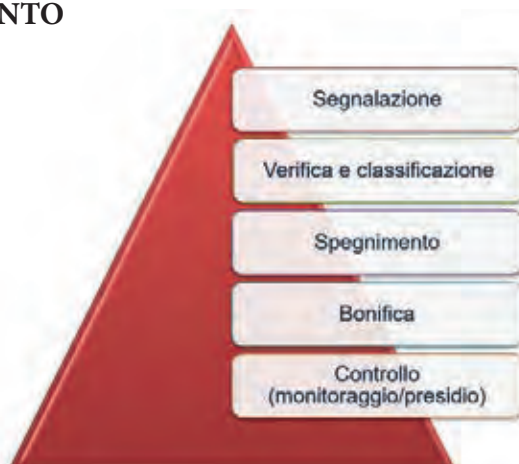 NTO
Segnalazione
Verifica e classificazione
Spegnimento
Bonifica
Controllo
(monitoraggio/presidio)